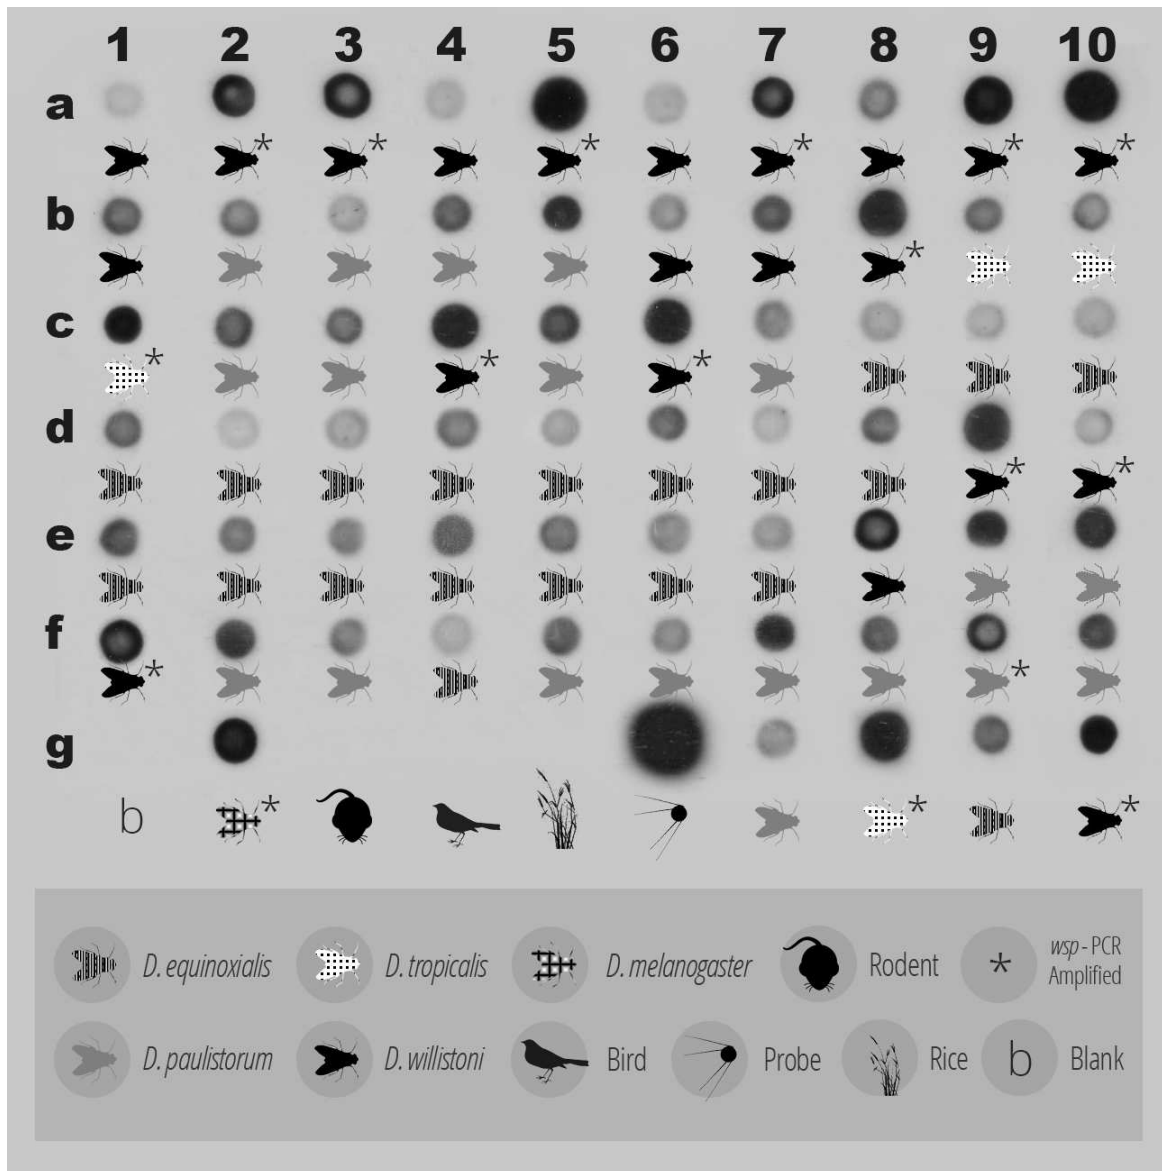 1 2 3 4 5 6 7 8 9 10
a
* * * * * *
b
*
c
* * *
d
* *
e
f
* *
g
b * * *
D. equinoxialis D. tropicalis D. melanogaster Rodent * wsp - PCR
Amplified
D. paulistorum D. willistoni Bird Probe Rice b Blank